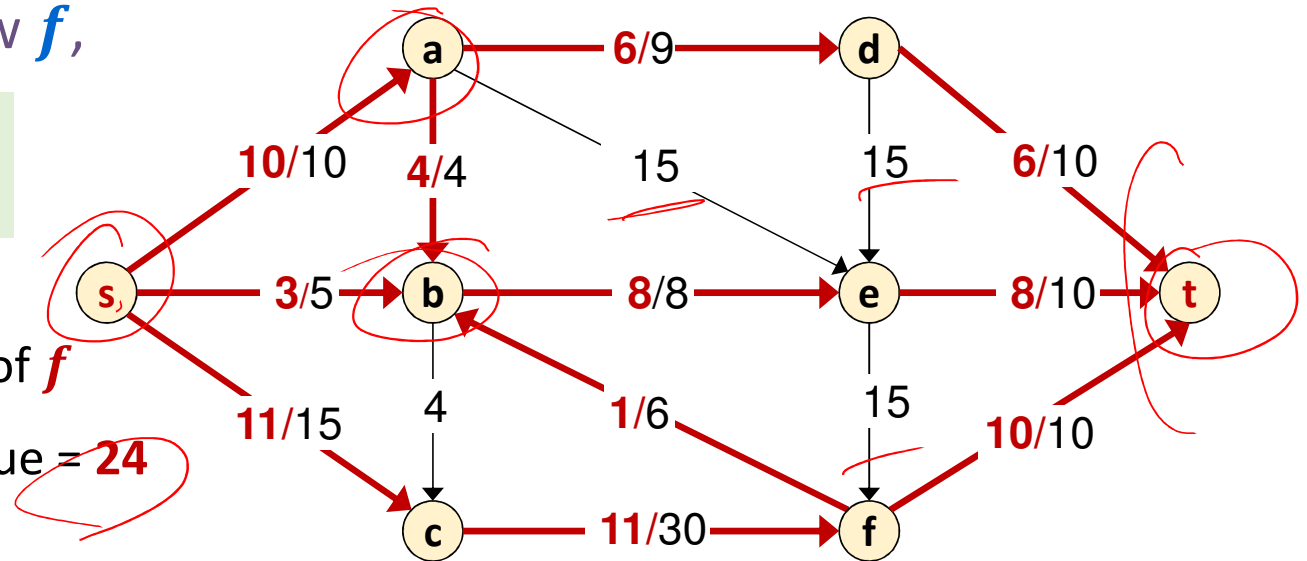 f,
a 6/9 d
10/10 4/4 15 15 6/10
s 3/5 b 8/8 e 8/10 t
of f
11/15 4 1/6 15 10/10
= 24
c 11/30 f